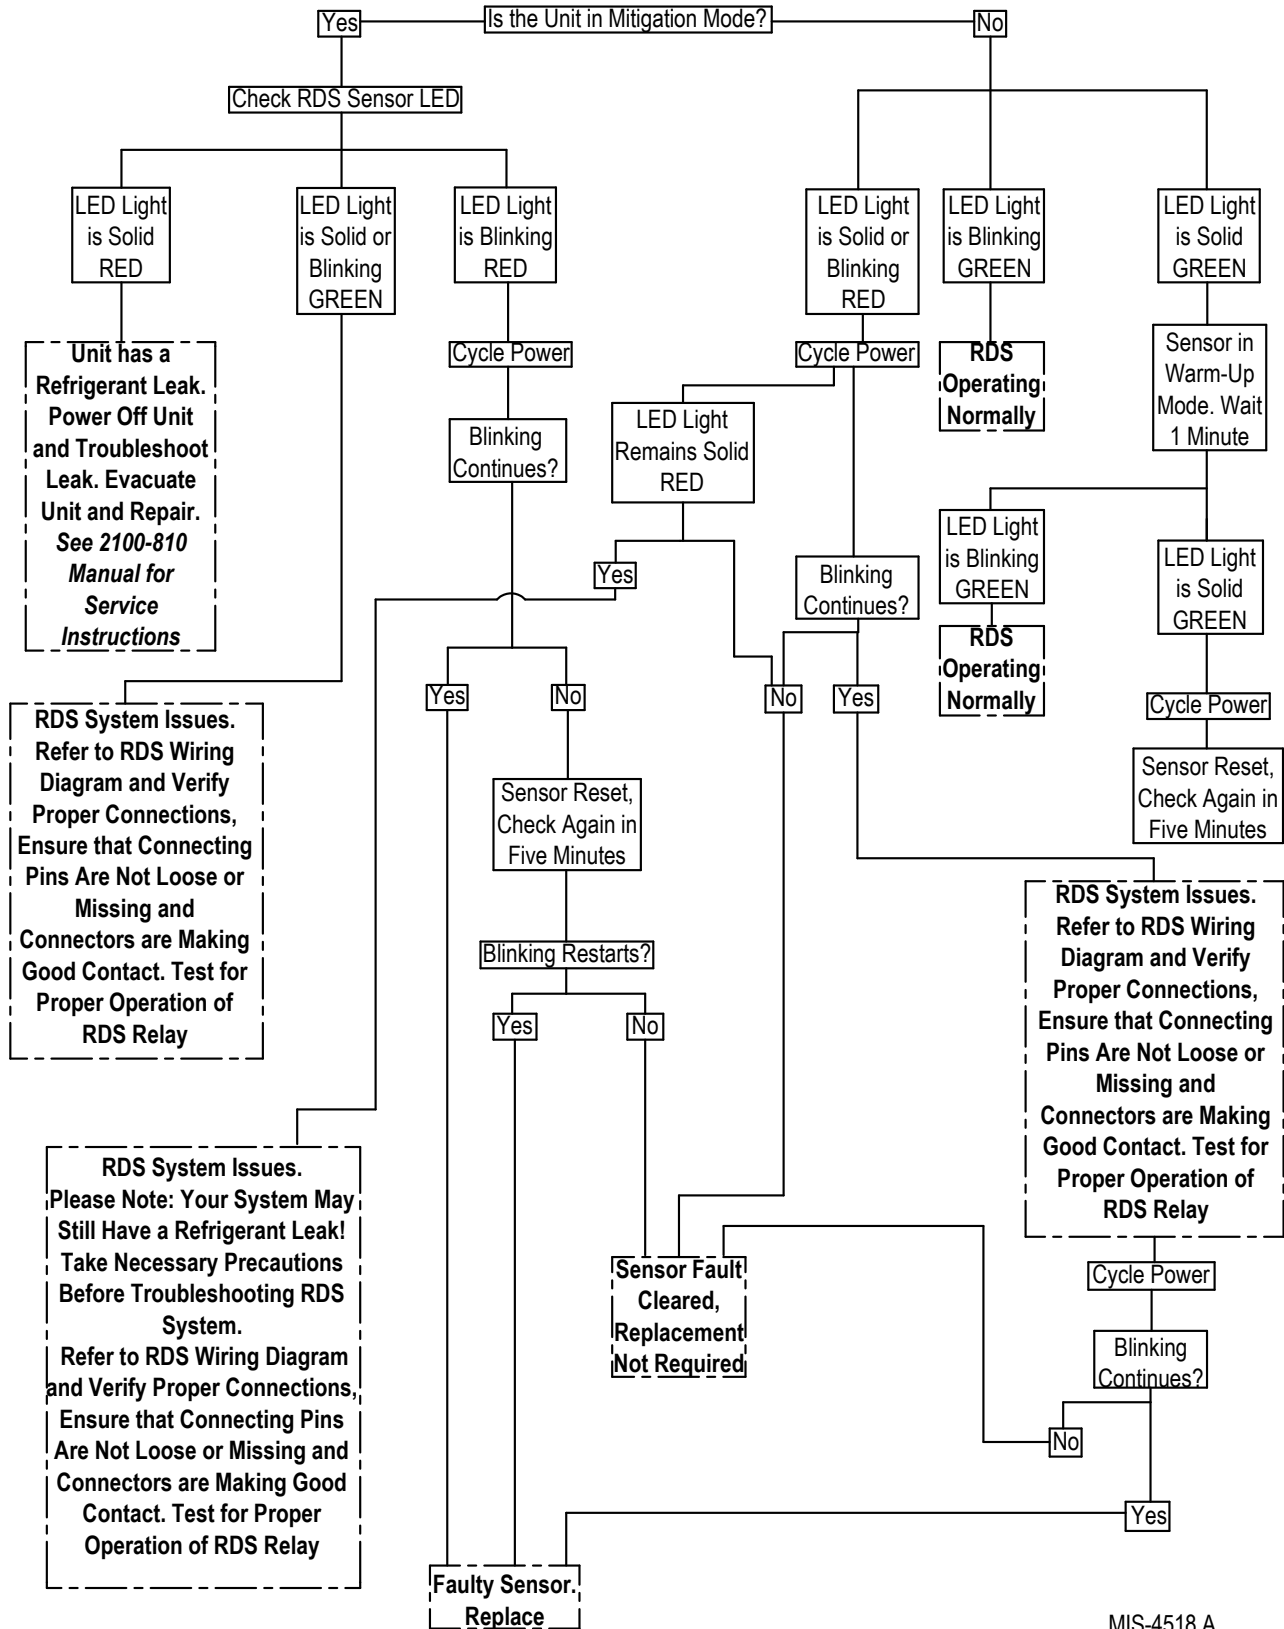 Is the Unit in Mitigation Mode?
Yes
No
Check RDS Sensor LED
LED Light
is Solid
RED
LED Light
is Solid or
Blinking
GREEN
LED Light
is Blinking
RED
LED Light
is Solid or
Blinking
RED
LED Light
is Blinking
GREEN
LED Light
is Solid
GREEN
Unit has a
Refrigerant Leak.
Power Off Unit
and Troubleshoot
Leak. Evacuate
Unit and Repair.
See 2100-810
Manual for
Service
Instructions
Cycle Power
Cycle Power
RDS
Operating
Normally
Sensor in
Warm-Up
Mode. Wait
1 Minute
Blinking
Continues?
LED Light
Remains Solid
RED
LED Light
is Blinking
GREEN
LED Light
is Solid
GREEN
Yes
Blinking
Continues?
RDS
Operating
Normally
Yes
No
No
Yes
Cycle Power
RDS System Issues.
Refer to RDS Wiring
Diagram and Verify
Proper Connections,
Ensure that Connecting
Pins Are Not Loose or
Missing and
Connectors are Making
Good Contact. Test for
Proper Operation of
RDS Relay
Sensor Reset,
Check Again in
Five Minutes
Sensor Reset,
Check Again in
Five Minutes
Blinking Restarts?
Yes
No
RDS System Issues.
Refer to RDS Wiring
Diagram and Verify
Proper Connections,
Ensure that Connecting
Pins Are Not Loose or
Missing and
Connectors are Making
Good Contact. Test for
Proper Operation of
RDS Relay
RDS System Issues.
Please Note: Your System May
Still Have a Refrigerant Leak!
Take Necessary Precautions
Before Troubleshooting RDS
System.
Refer to RDS Wiring Diagram
and Verify Proper Connections,
Ensure that Connecting Pins
Are Not Loose or Missing and
Connectors are Making Good
Contact. Test for Proper
Operation of RDS Relay
Sensor Fault
Cleared,
Replacement
Not Required
Cycle Power
Blinking
Continues?
No
Yes
Faulty Sensor.
Replace
MIS-4518 A